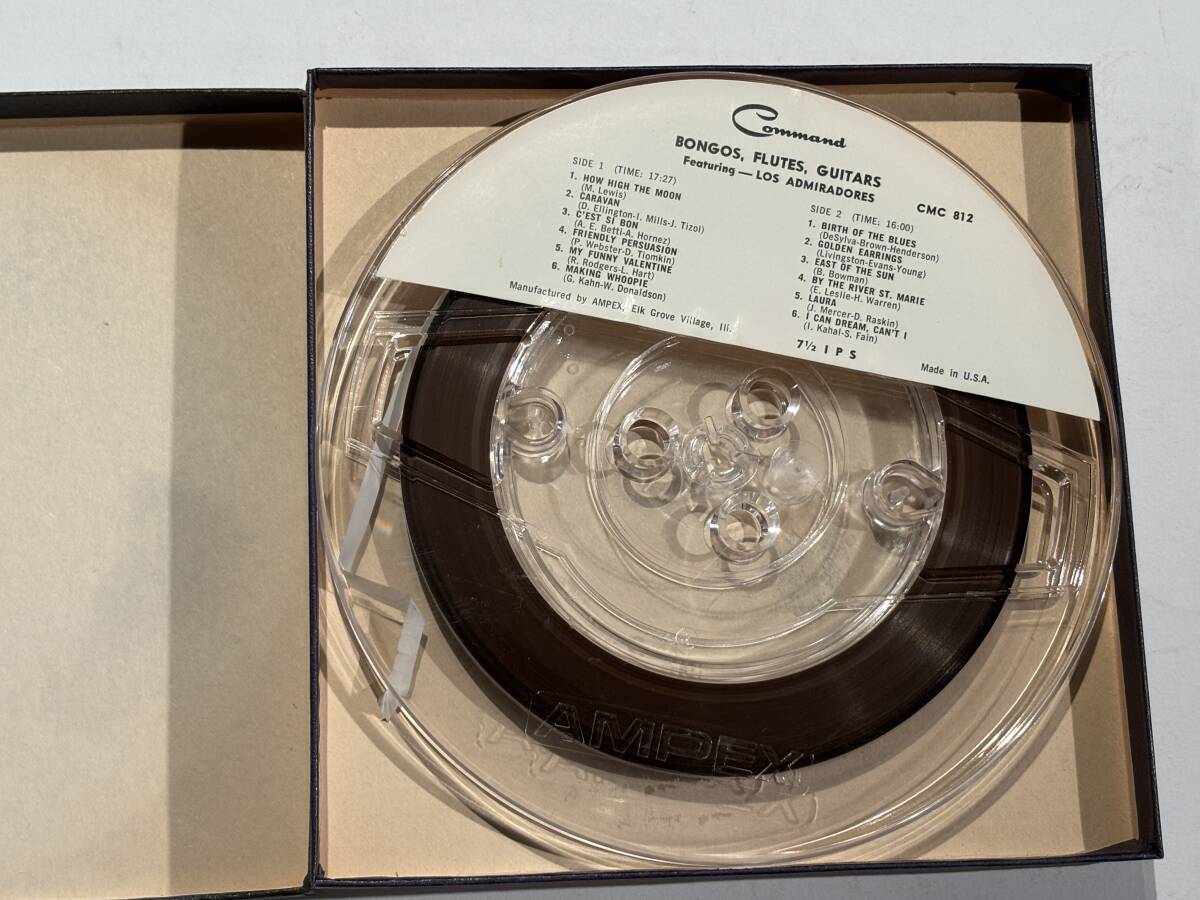 Command
BONGOS, FLUTES, GUITARS
Featuring — LOS ADMIRADORES
CMC 812
SIDE 1 (TIME: 17:27)
1. HOW HIGH THE MOON
(M. Lewis)
2. CARAVAN
(D. Ellington-I. Mills-J. Tizol)
3. C'EST SI BON
(A. E. Betti-A. Hornez)
4. FRIENDLY PERSUASION
(P. Webster-D. Tiomkin)
5. MY FUNNY VALENTINE
(R. Rodgers-L. Hart)
6. MAKING WHOOPIE
(G. Kahn-W. Donaldson)
SIDE 2 (TIME: 16:00)
1. BIRTH OF THE BLUES
(DeSylva-Brown-Henderson)
2. GOLDEN EARRINGS
(Livingston-Evans-Young)
3. EAST OF THE SUN
(B. Bowman)
4. BY THE RIVER ST. MARIE
(E. Leslie-H. Warren)
5. LAURA
(J. Mercer-D. Raskin)
6. I CAN DREAM, CAN'T I
(I. Kahal-S. Fain)
Manufactured by AMPEX, Elk Grove Village, Ill.
7½ I P S
Made in U.S.A.
AMPEX